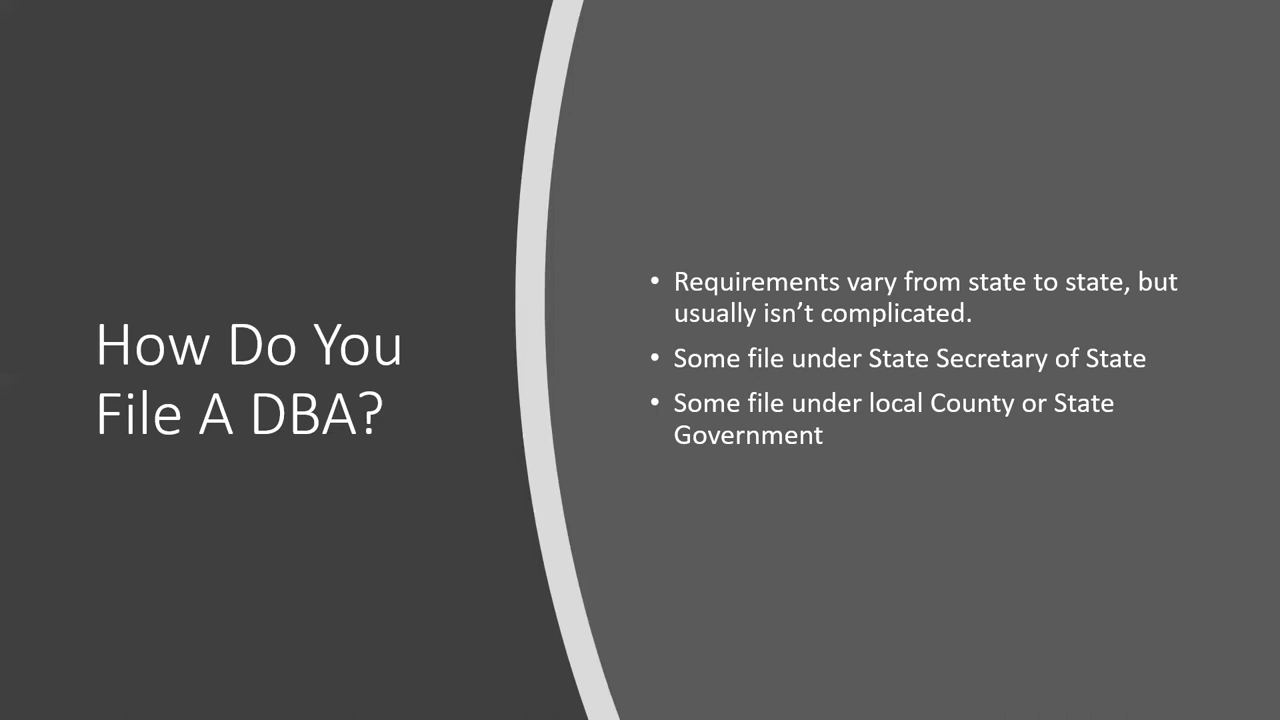 How Do You
File A DBA?
• Requirements vary from state to state, but
usually isn’t complicated.
• Some file under State Secretary of State
• Some file under local County or State
Government